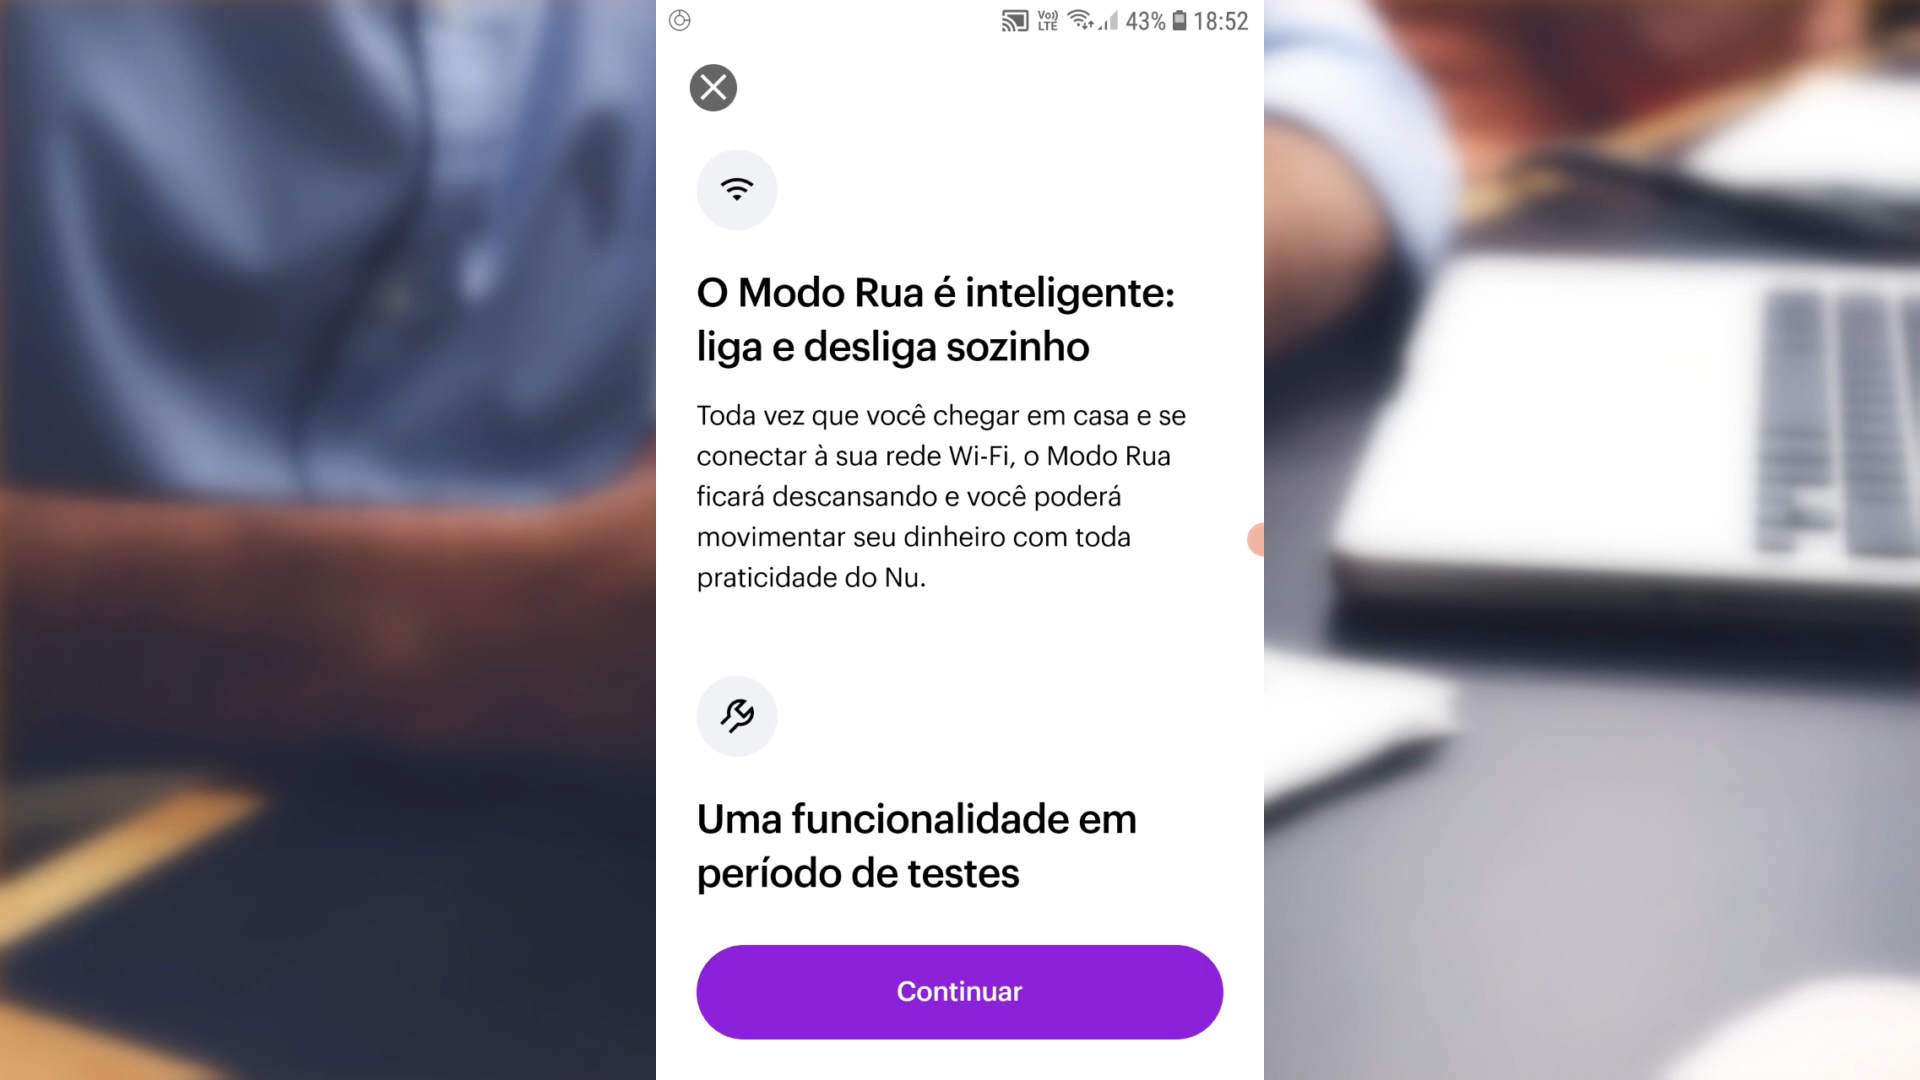 Vo)) LTE 43% 18:52
O Modo Rua é inteligente:
liga e desliga sozinho
Toda vez que você chegar em casa e se
conectar à sua rede Wi-Fi, o Modo Rua
ficará descansando e você poderá
movimentar seu dinheiro com toda
praticidade do Nu.
Uma funcionalidade em
período de testes
Continuar